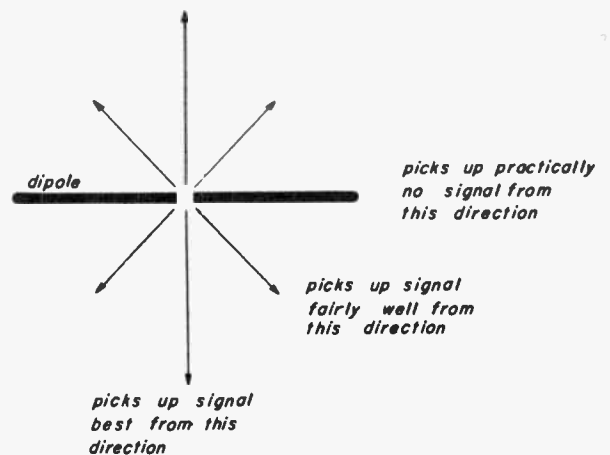 dipole
picks up practically
no signal from
this direction
picks up signal
fairly well from
this direction
picks up signal
best from this
direction